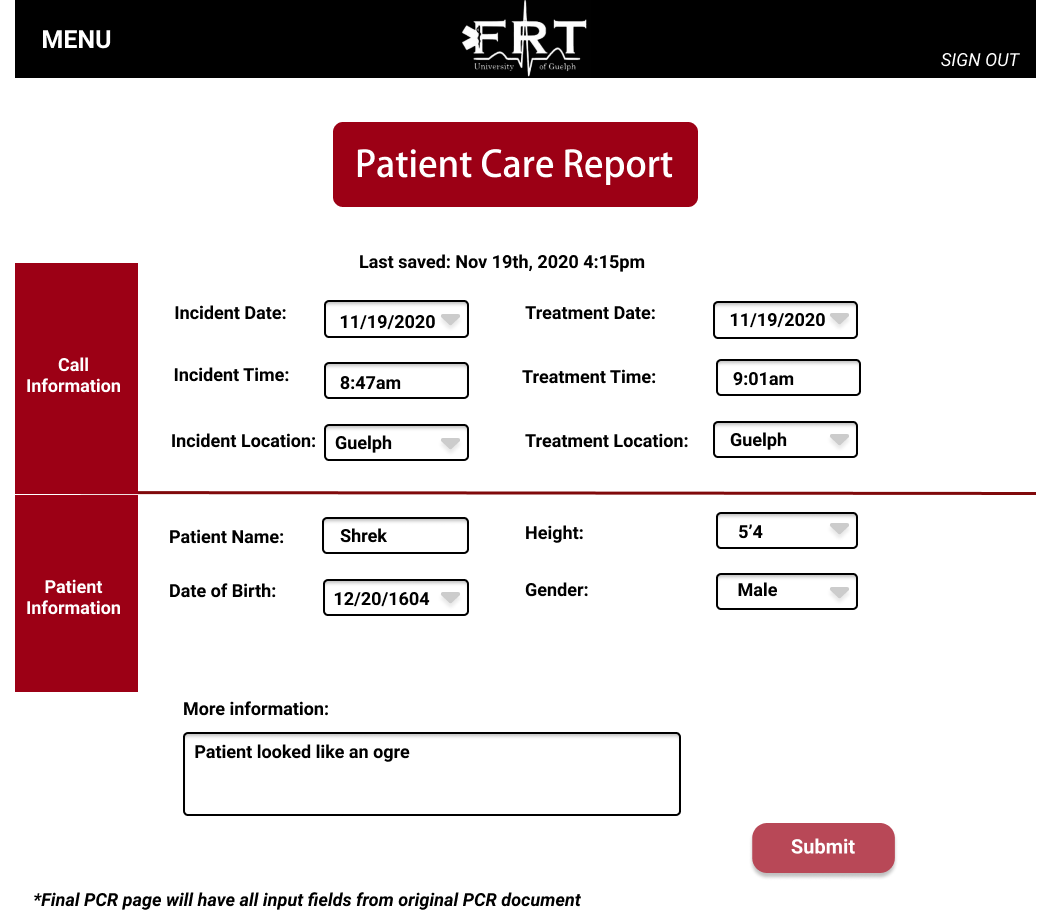 MENU
FRT
University of Guelph
SIGN OUT
Patient Care Report
Last saved: Nov 19th, 2020 4:15pm
Call
Information
Incident Date: 11/19/2020 Treatment Date: 11/19/2020
Incident Time: 8:47am Treatment Time: 9:01am
Incident Location: Guelph Treatment Location: Guelph
Patient
Information
Patient Name: Shrek Height: 5’4
Date of Birth: 12/20/1604 Gender: Male
More information:
Patient looked like an ogre
Submit
*Final PCR page will have all input fields from original PCR document